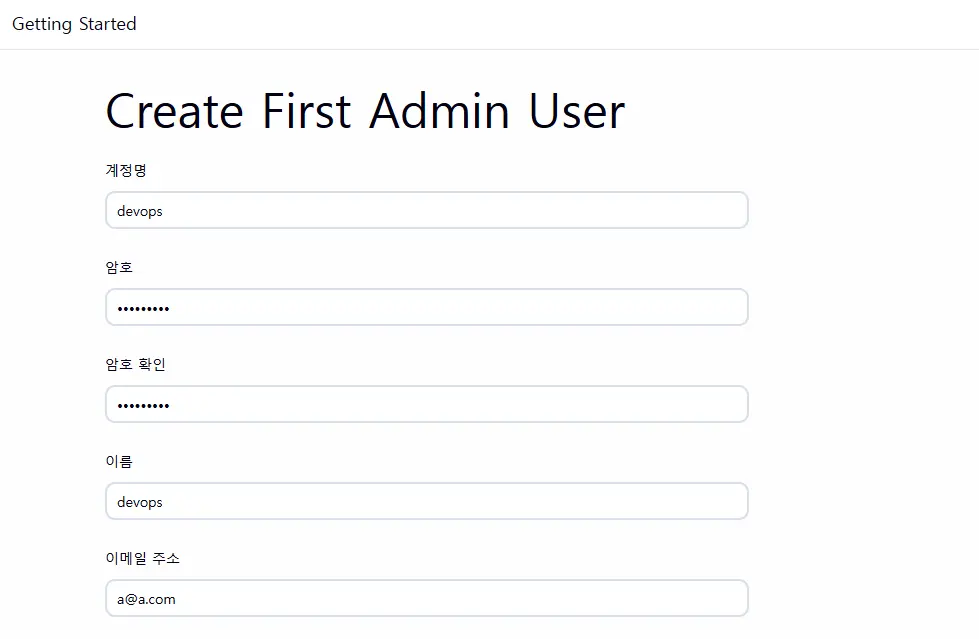 Getting Started
Create First Admin User
계정명
devops
암호
•••••••••
암호 확인
•••••••••
이름
devops
이메일 주소
a@a.com